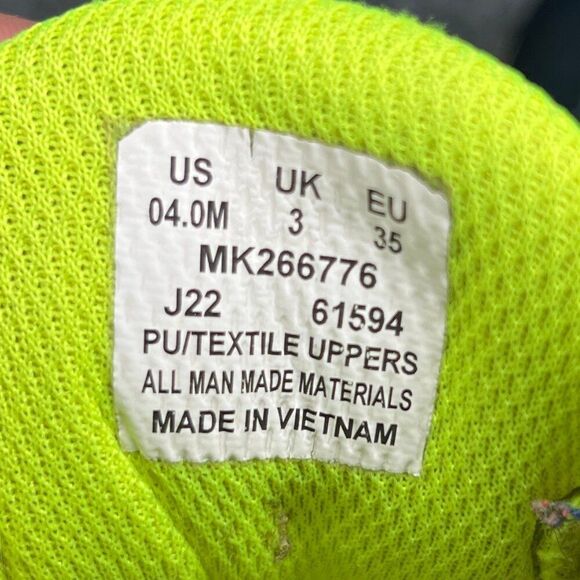 US UK EU
04.0M 3 35
MK266776
J22 61594
PU/TEXTILE UPPERS
ALL MAN MADE MATERIALS
MADE IN VIETNAM